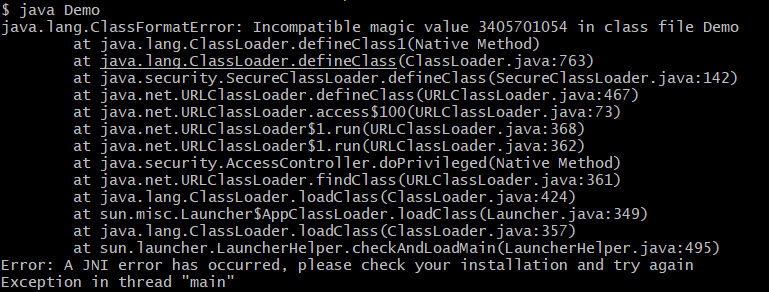 $ java Demo
java.lang.ClassFormatError: Incompatible magic value 3405701054 in class file Demo
at java.lang.ClassLoader.defineClass1(Native Method)
at java.lang.ClassLoader.defineClass(ClassLoader.java:763)
at java.security.SecureClassLoader.defineClass(SecureClassLoader.java:142)
at java.net.URLClassLoader.defineClass(URLClassLoader.java:467)
at java.net.URLClassLoader.access$100(URLClassLoader.java:73)
at java.net.URLClassLoader$1.run(URLClassLoader.java:368)
at java.net.URLClassLoader$1.run(URLClassLoader.java:362)
at java.security.AccessController.doPrivileged(Native Method)
at java.net.URLClassLoader.findClass(URLClassLoader.java:361)
at java.lang.ClassLoader.loadClass(ClassLoader.java:424)
at sun.misc.Launcher$AppClassLoader.loadClass(Launcher.java:349)
at java.lang.ClassLoader.loadClass(ClassLoader.java:357)
at sun.launcher.LauncherHelper.checkAndLoadMain(LauncherHelper.java:495)
Error: A JNI error has occurred, please check your installation and try again
Exception in thread "main"